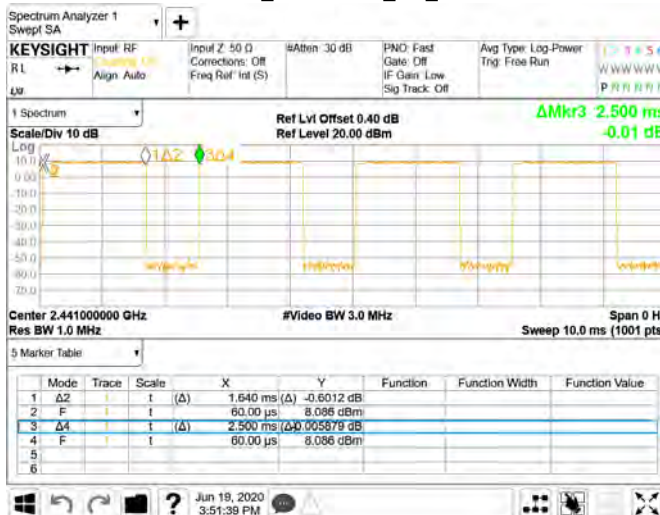 Spectrum Analyzer 1
Swept SA
+
KEYSIGHT
Input: RF
Coupling: DC
Align: Auto
Input Z: 50 Ω
Corrections: Off
Freq Ref: Int (S)
#Atten: 30 dB
PNO: Fast
Gate: Off
IF Gain: Low
Sig Track: Off
Avg Type: Log-Power
Trig: Free Run
RL
1 Spectrum
Scale/Div 10 dB
Ref Lvl Offset 0.40 dB
Ref Level 20.00 dBm
ΔMkr3 2.500 ms
-0.01 dB
Log
10.0
0.00
-10.0
-20.0
-30.0
-40.0
-50.0
-60.0
-70.0
1Δ2
3Δ4
Center 2.441000000 GHz
#Video BW 3.0 MHz
Span 0 H
Res BW 1.0 MHz
Sweep 10.0 ms (1001 pts
5 Marker Table
Mode Trace Scale X Y Function Function Width Function Value
1 Δ2 1 t (Δ) 1.640 ms (Δ) -0.6012 dB
2 F 1 t 60.00 µs 8.086 dBm
3 Δ4 1 t (Δ) 2.500 ms (Δ) -0.005879 dB
4 F 1 t 60.00 µs 8.086 dBm
5
6
?
Jun 19, 2020
3:51:39 PM